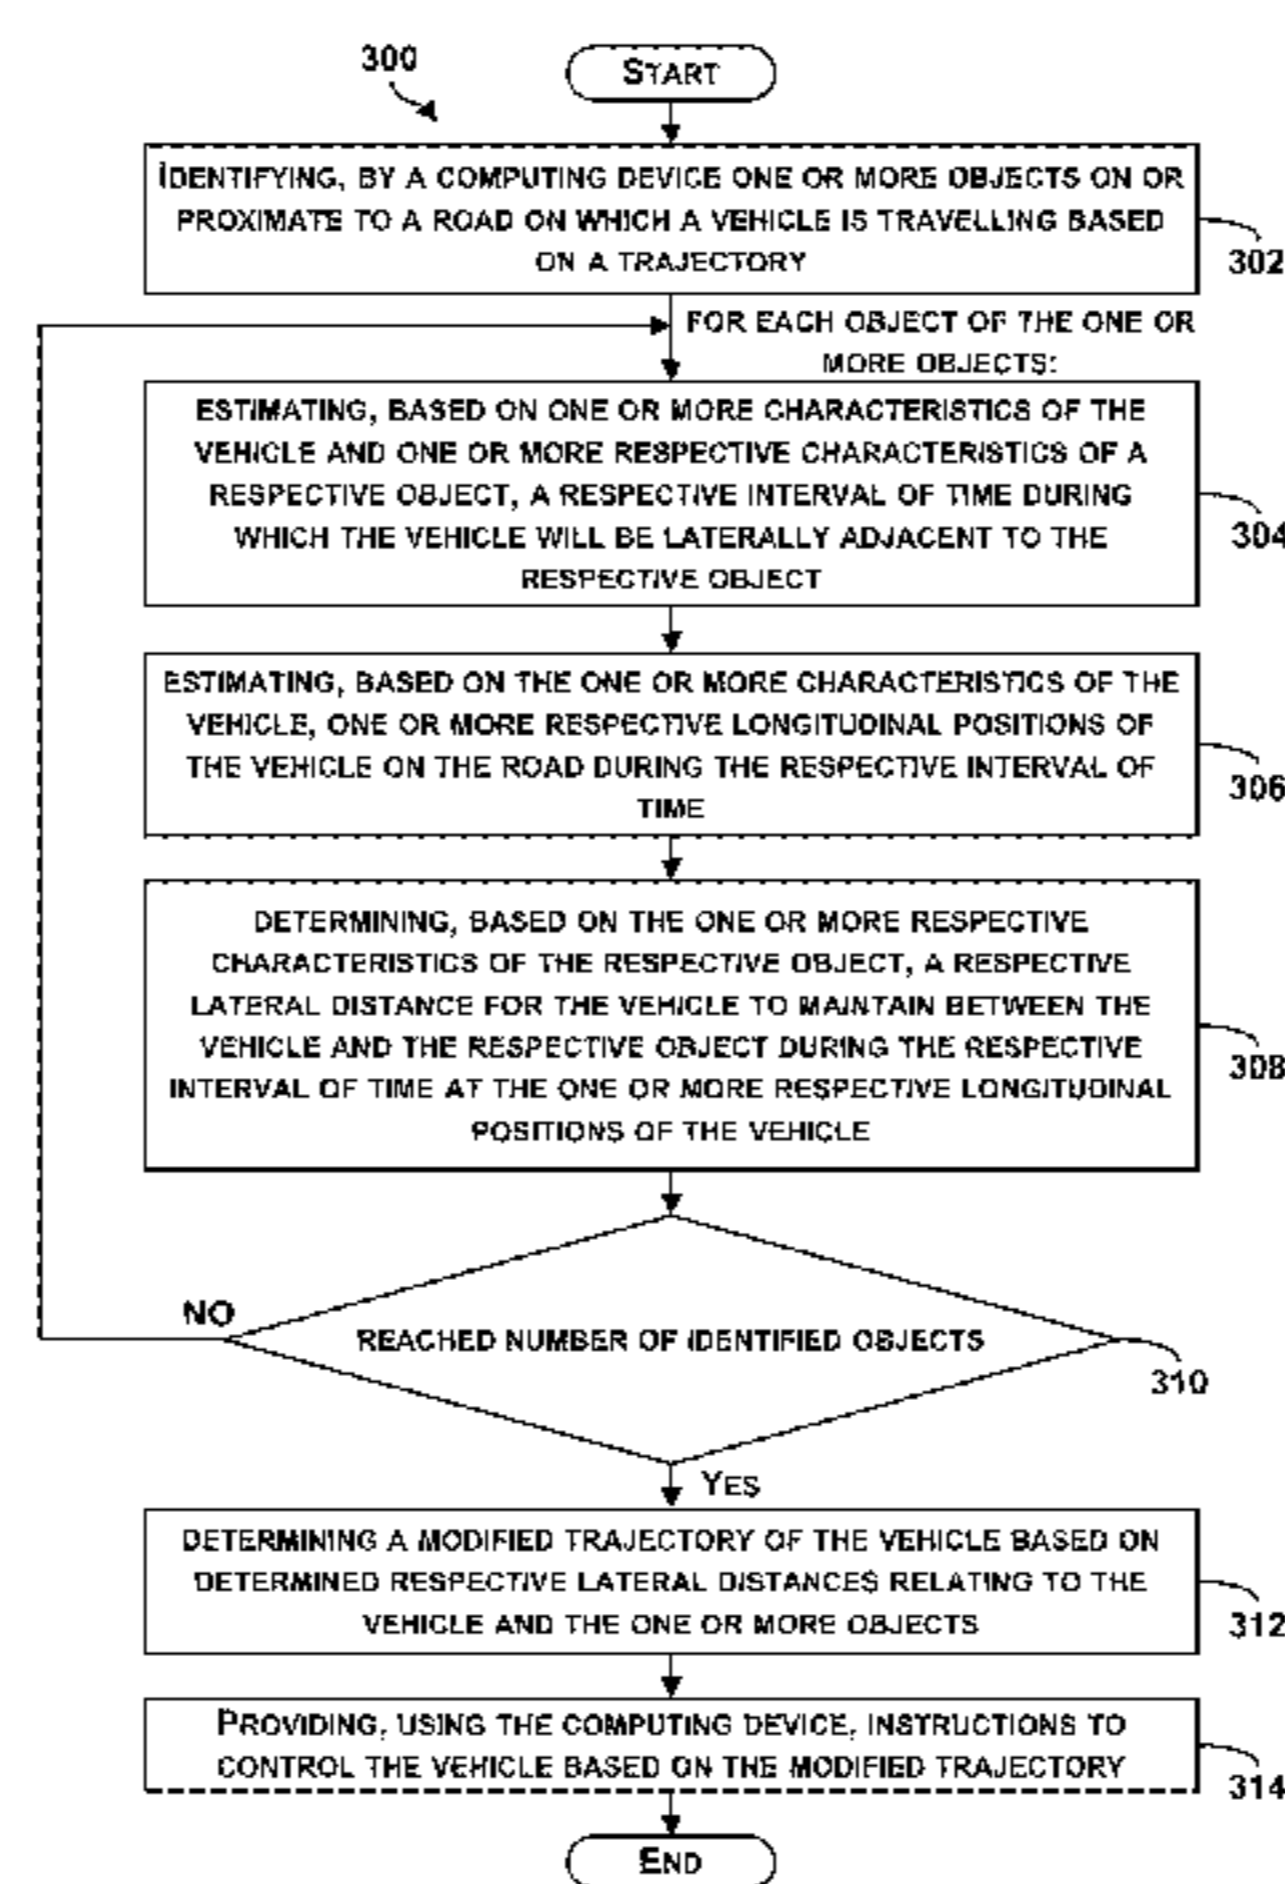 300
START
IDENTIFYING, BY A COMPUTING DEVICE ONE OR MORE OBJECTS ON OR
PROXIMATE TO A ROAD ON WHICH A VEHICLE IS TRAVELLING BASED
ON A TRAJECTORY
302
FOR EACH OBJECT OF THE ONE OR
MORE OBJECTS:
ESTIMATING, BASED ON ONE OR MORE CHARACTERISTICS OF THE
VEHICLE AND ONE OR MORE RESPECTIVE CHARACTERISTICS OF A
RESPECTIVE OBJECT, A RESPECTIVE INTERVAL OF TIME DURING
WHICH THE VEHICLE WILL BE LATERALLY ADJACENT TO THE
RESPECTIVE OBJECT
304
ESTIMATING, BASED ON THE ONE OR MORE CHARACTERISTICS OF THE
VEHICLE, ONE OR MORE RESPECTIVE LONGITUDINAL POSITIONS OF
THE VEHICLE ON THE ROAD DURING THE RESPECTIVE INTERVAL OF
TIME
306
DETERMINING, BASED ON THE ONE OR MORE RESPECTIVE
CHARACTERISTICS OF THE RESPECTIVE OBJECT, A RESPECTIVE
LATERAL DISTANCE FOR THE VEHICLE TO MAINTAIN BETWEEN THE
VEHICLE AND THE RESPECTIVE OBJECT DURING THE RESPECTIVE
INTERVAL OF TIME AT THE ONE OR MORE RESPECTIVE LONGITUDINAL
POSITIONS OF THE VEHICLE
308
NO
REACHED NUMBER OF IDENTIFIED OBJECTS
310
YES
DETERMINING A MODIFIED TRAJECTORY OF THE VEHICLE BASED ON
DETERMINED RESPECTIVE LATERAL DISTANCES RELATING TO THE
VEHICLE AND THE ONE OR MORE OBJECTS
312
PROVIDING, USING THE COMPUTING DEVICE, INSTRUCTIONS TO
CONTROL THE VEHICLE BASED ON THE MODIFIED TRAJECTORY
314
END